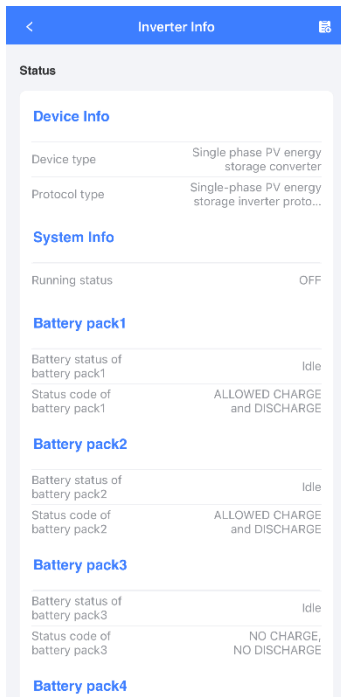 Inverter Info
Status
Device Info
Device type
Single phase PV energy
storage converter
Protocol type
Single-phase PV energy
storage inverter proto...
System Info
Running status
OFF
Battery pack1
Battery status of
battery pack1
Idle
Status code of
battery pack1
ALLOWED CHARGE
and DISCHARGE
Battery pack2
Battery status of
battery pack2
Idle
Status code of
battery pack2
ALLOWED CHARGE
and DISCHARGE
Battery pack3
Battery status of
battery pack3
Idle
Status code of
battery pack3
NO CHARGE,
NO DISCHARGE
Battery pack4